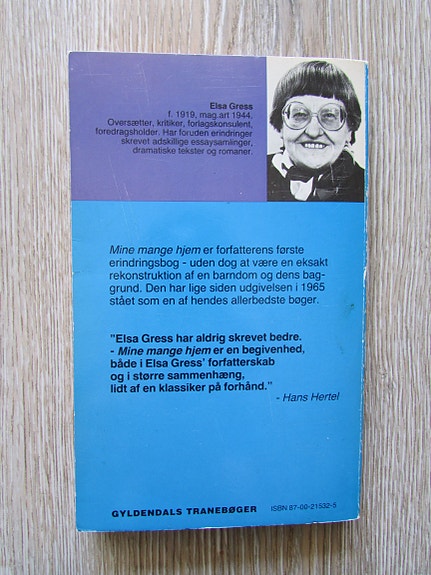 Elsa Gress
f. 1919, mag.art 1944.
Oversætter, kritiker, forlagskonsulent,
foredragsholder. Har foruden erindringer
skrevet adskillige essaysamlinger,
dramatiske tekster og romaner.
Mine mange hjem er forfatterens første
erindringsbog - uden dog at være en eksakt
rekonstruktion af en barndom og dens bag-
grund. Den har lige siden udgivelsen i 1965
stået som en af hendes allerbedste bøger.
"Elsa Gress har aldrig skrevet bedre.
- Mine mange hjem er en begivenhed,
både i Elsa Gress' forfatterskab
og i større sammenhæng,
lidt af en klassiker på forhånd."
- Hans Hertel
GYLDENDALS TRANEBØGER
ISBN 87-00-21532-5